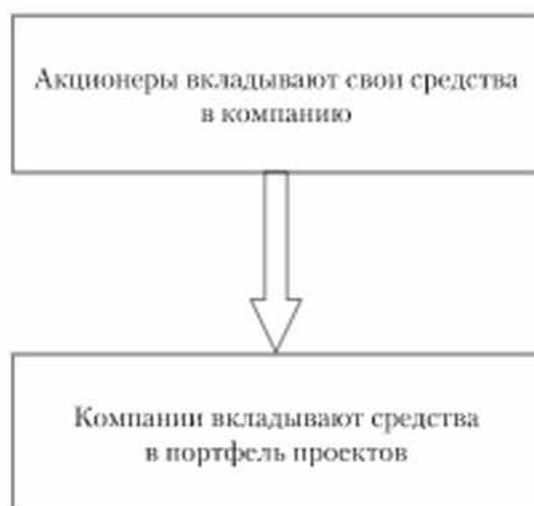 Акционеры вкладывают свои средства
в компанию
Компании вкладывают средства
в портфель проектов